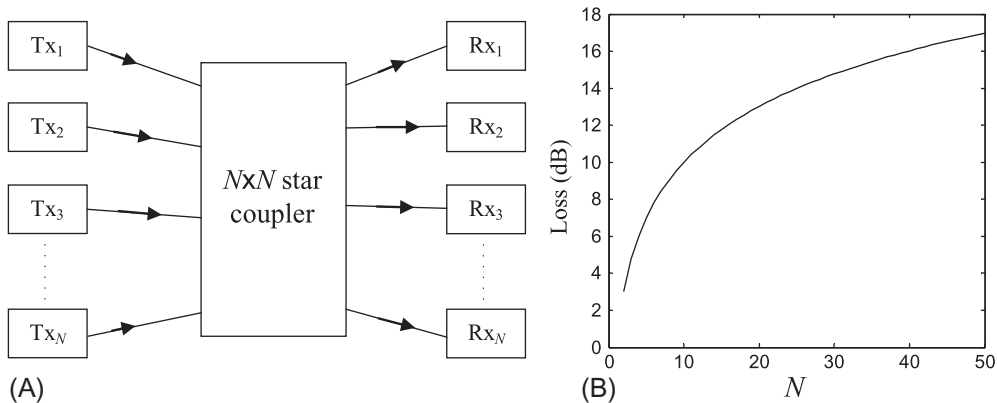 Tx1
Tx2
Tx3
TxN
N×N star
coupler
Rx1
Rx2
Rx3
RxN
(A)
Loss (dB)
18
16
14
12
10
8
6
4
2
0
0 10 20 30 40 50
N
(B)